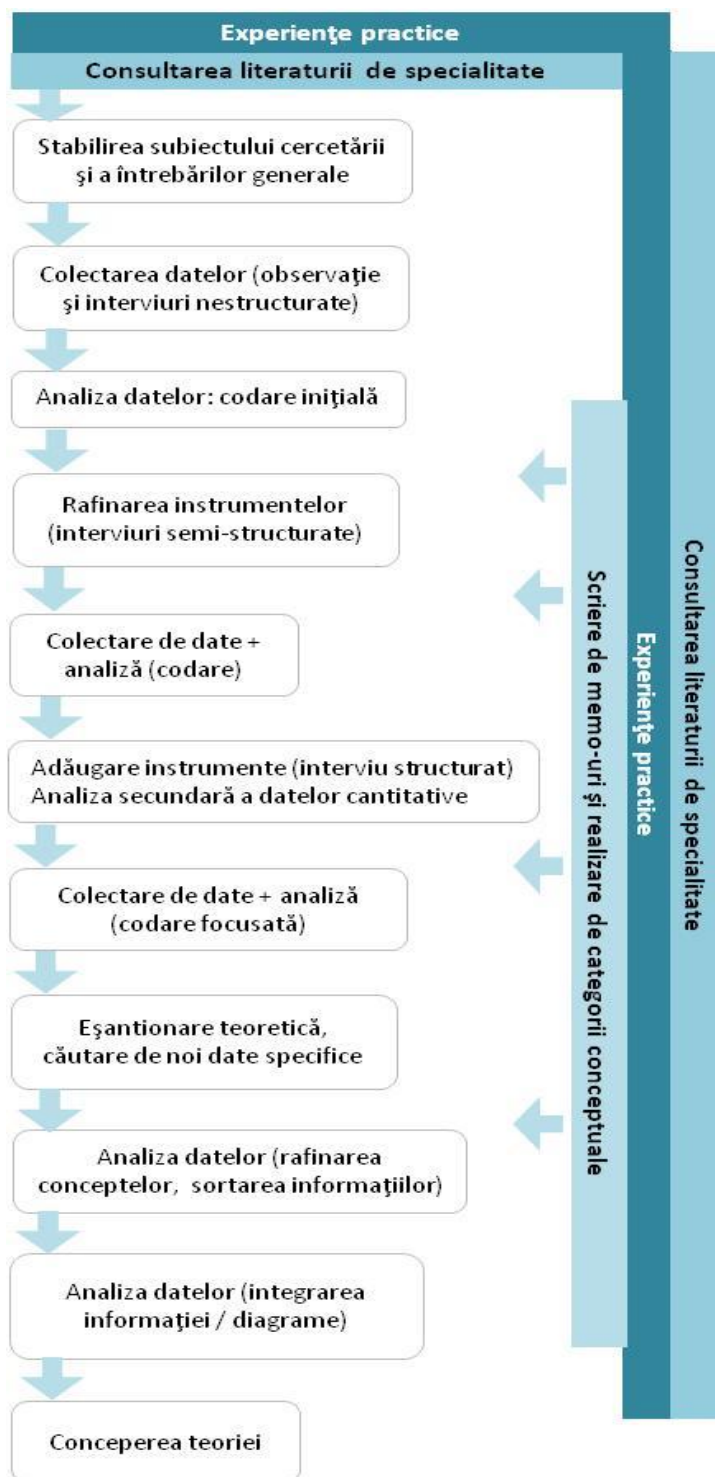 Experienţe practice
Consultarea literaturii de specialitate
Stabilirea subiectului cercetării
şi a întrebărilor generale
Colectarea datelor (observaţie
şi interviuri nestructurate)
Analiza datelor: codare iniţială
Rafinarea instrumentelor
(interviuri semi-structurate)
Colectare de date +
analiză (codare)
Adăugare instrumente (interviu structurat)
Analiza secundară a datelor cantitative
Colectare de date + analiză
(codare focusată)
Eşantionare teoretică,
căutare de noi date specifice
Analiza datelor (rafinarea
conceptelor, sortarea informaţiilor)
Analiza datelor (integrarea
informaţiei / diagrame)
Conceperea teoriei
Scriere de memo-uri şi realizare de categorii conceptuale
Experienţe practice
Consultarea literaturii de specialitate